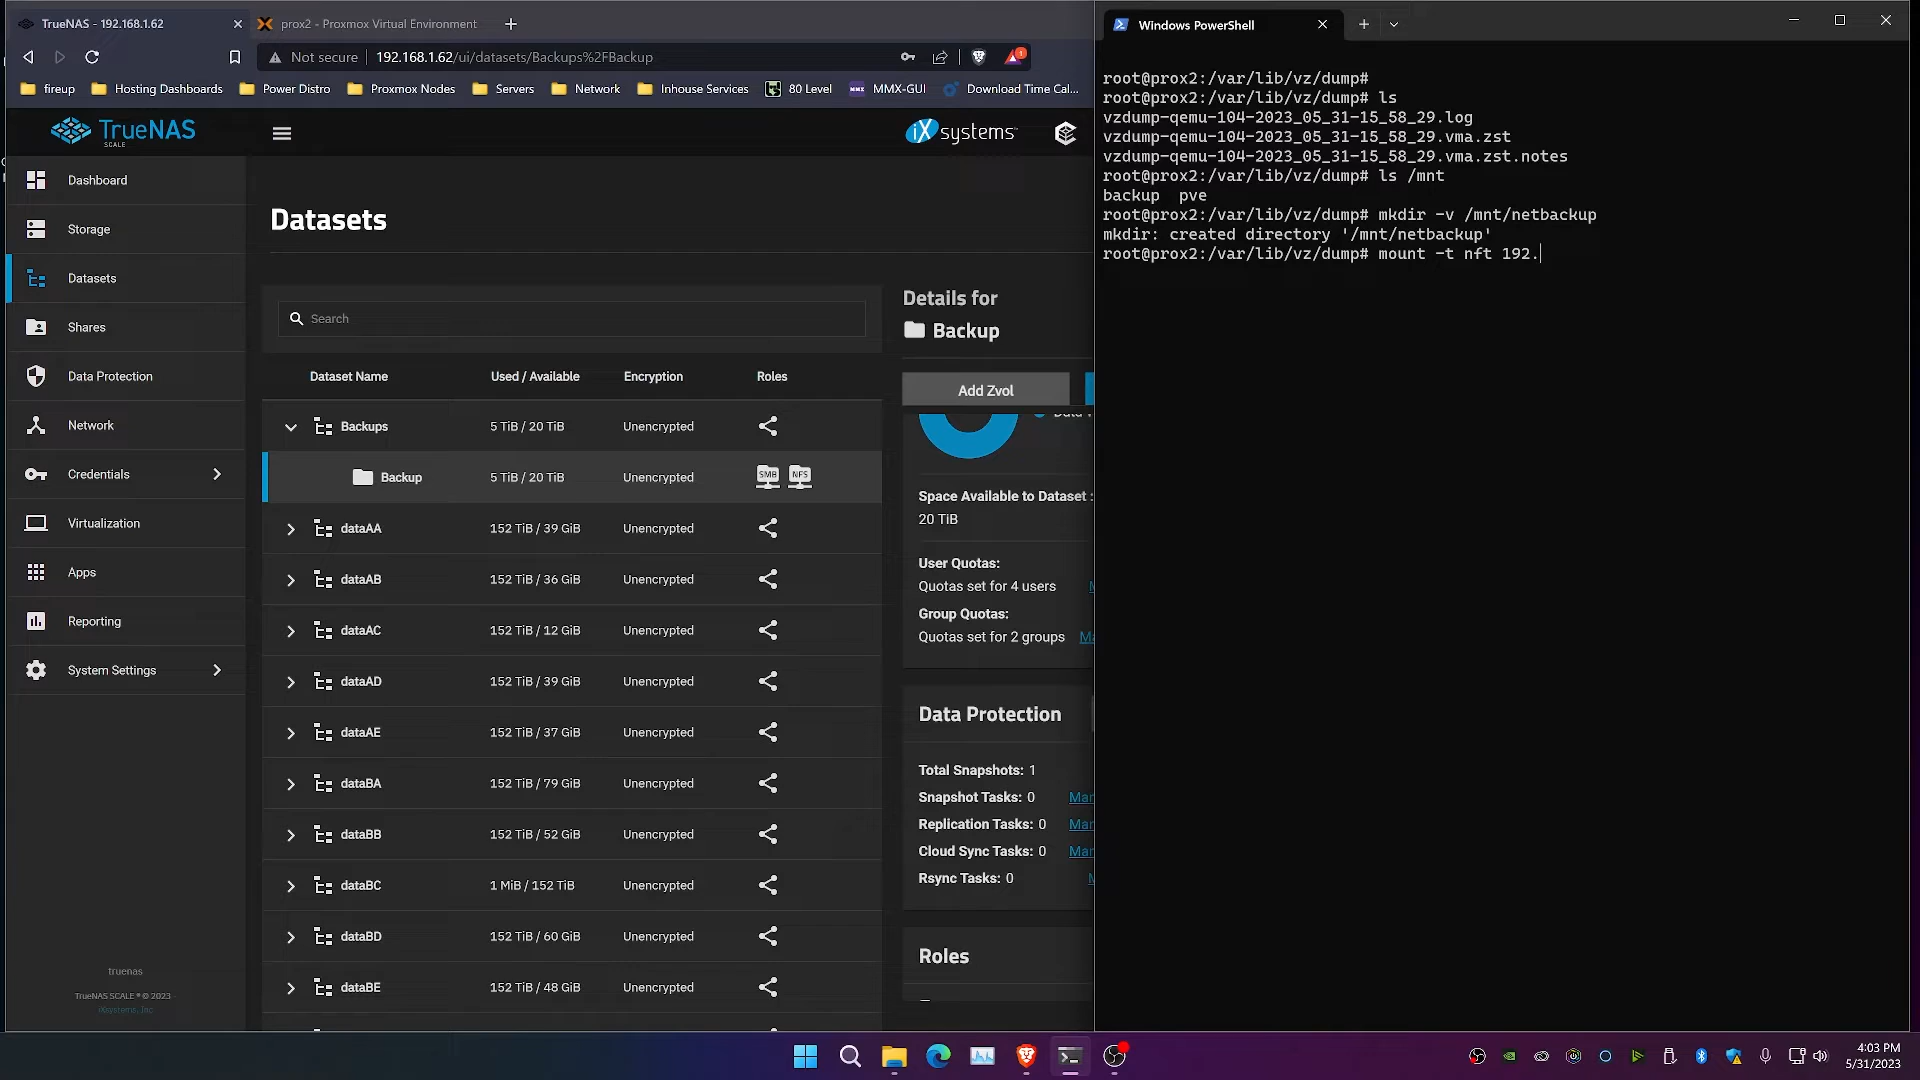 TrueNAS - 192.168.1.62
prox2 - Proxmox Virtual Environment
Not secure
192.168.1.62/ui/datasets/Backups%2FBackup
1
fireup
Hosting Dashboards
Power Distro
Proxmox Nodes
Servers
Network
Inhouse Services
80 Level
MMX-GUI
Download Time Cal...
TrueNAS
SCALE
iXsystems
Dashboard
Storage
Datasets
Shares
Data Protection
Network
Credentials
Virtualization
Apps
Reporting
System Settings
truenas
TrueNAS SCALE ® © 2023 -
iXsystems, Inc
Datasets
Search
Dataset Name Used / Available Encryption Roles
Backups 5 TiB / 20 TiB Unencrypted
Backup 5 TiB / 20 TiB Unencrypted SMB NFS
dataAA 152 TiB / 39 GiB Unencrypted
dataAB 152 TiB / 36 GiB Unencrypted
dataAC 152 TiB / 12 GiB Unencrypted
dataAD 152 TiB / 39 GiB Unencrypted
dataAE 152 TiB / 37 GiB Unencrypted
dataBA 152 TiB / 79 GiB Unencrypted
dataBB 152 TiB / 52 GiB Unencrypted
dataBC 1 MiB / 152 TiB Unencrypted
dataBD 152 TiB / 60 GiB Unencrypted
dataBE 152 TiB / 48 GiB Unencrypted
Details for
Backup
Add Zvol
Space Available to Dataset :
20 TiB
User Quotas:
Quotas set for 4 users
Group Quotas:
Quotas set for 2 groups
Data Protection
Total Snapshots: 1
Snapshot Tasks: 0
Replication Tasks: 0
Cloud Sync Tasks: 0
Rsync Tasks: 0
Roles
Windows PowerShell
root@prox2:/var/lib/vz/dump#
root@prox2:/var/lib/vz/dump# ls
vzdump-qemu-104-2023_05_31-15_58_29.log
vzdump-qemu-104-2023_05_31-15_58_29.vma.zst
vzdump-qemu-104-2023_05_31-15_58_29.vma.zst.notes
root@prox2:/var/lib/vz/dump# ls /mnt
backup  pve
root@prox2:/var/lib/vz/dump# mkdir -v /mnt/netbackup
mkdir: created directory '/mnt/netbackup'
root@prox2:/var/lib/vz/dump# mount -t nft 192.
4:03 PM
5/31/2023